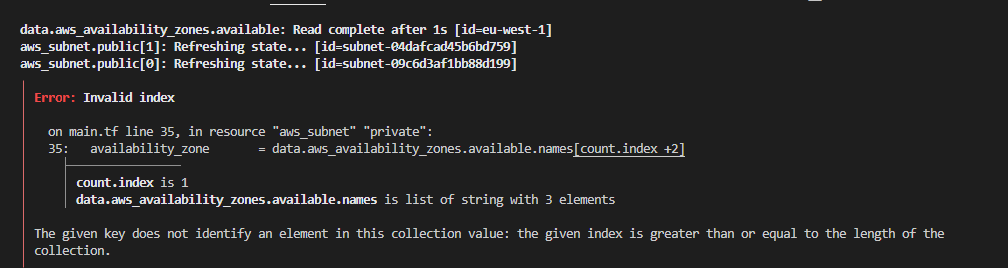 data.aws_availability_zones.available: Read complete after 1s [id=eu-west-1]
aws_subnet.public[1]: Refreshing state... [id=subnet-04dafcad45b6bd759]
aws_subnet.public[0]: Refreshing state... [id=subnet-09c6d3af1bb88d199]
Error: Invalid index
on main.tf line 35, in resource "aws_subnet" "private":
35:   availability_zone       = data.aws_availability_zones.available.names[count.index +2]
count.index is 1
data.aws_availability_zones.available.names is list of string with 3 elements
The given key does not identify an element in this collection value: the given index is greater than or equal to the length of the
collection.